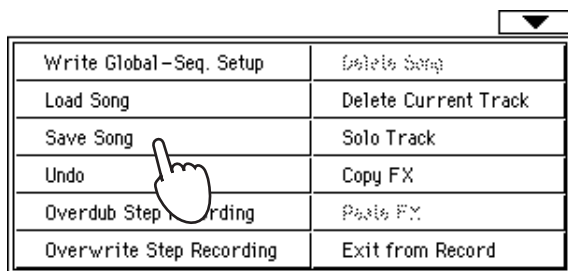 Write Global-Seq. Setup
Delete Song
Load Song
Delete Current Track
Save Song
Solo Track
Undo
Copy FX
Overdub Step Recording
Paste FX
Overwrite Step Recording
Exit from Record